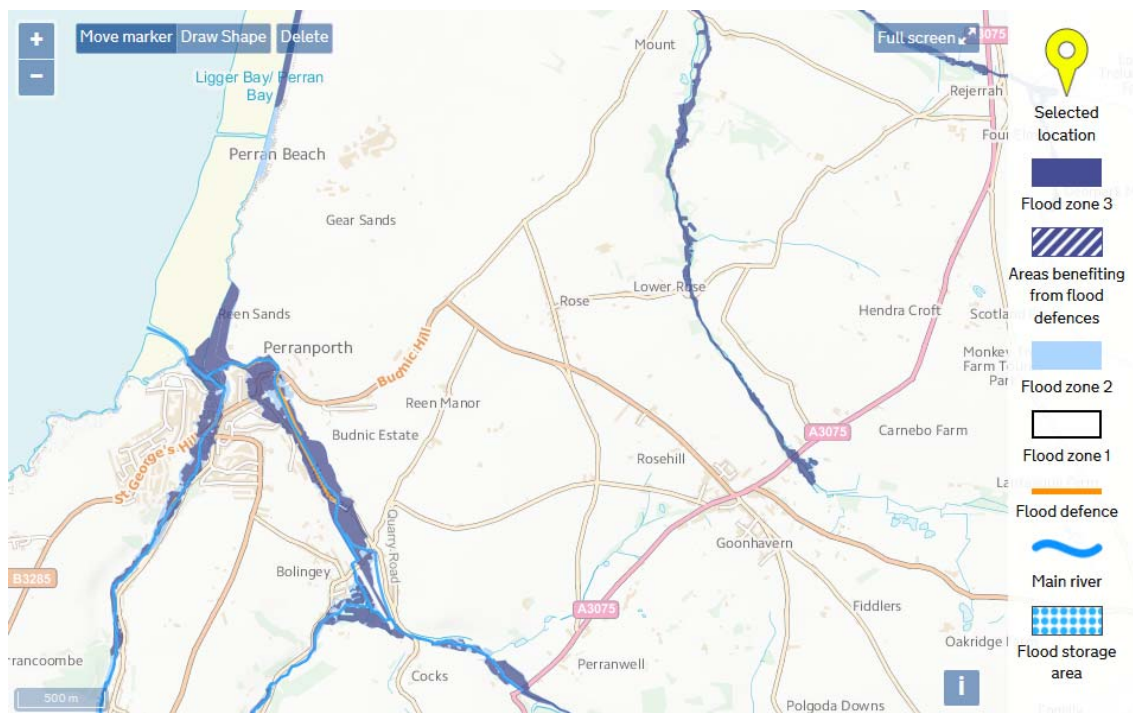 +
−
Move marker
Draw Shape
Delete
Full screen
A3075
Mount
Ligger Bay/ Perran
Bay
Rejerrah
Perran Beach
Gear Sands
Lower Rose
Rose
Hendra Croft
Reen Sands
Perranporth
Budnic Hill
Reen Manor
Budnic Estate
St George's Hill
A3075
Carnebo Farm
Rosehill
Quarry Road
Goonhavern
Bolingey
B3285
A3075
Fiddlers
Perranwell
Cocks
Polgoda Downs
500 m
i
Selected
location
Flood zone 3
Areas benefiting
from flood
defences
Flood zone 2
Flood zone 1
Flood defence
Main river
Flood storage
area